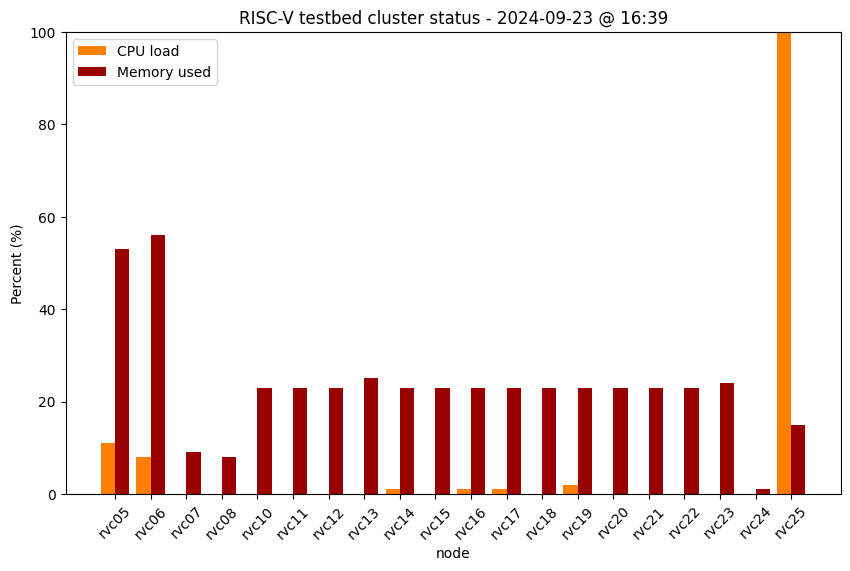 RISC-V testbed cluster status - 2024-09-23 @ 16:39
CPU load
Memory used
Percent (%)
100
80
60
40
20
0
rvc05
rvc06
rvc07
rvc08
rvc10
rvc11
rvc12
rvc13
rvc14
rvc15
rvc16
rvc17
rvc18
rvc19
rvc20
rvc21
rvc22
rvc23
rvc24
rvc25
node